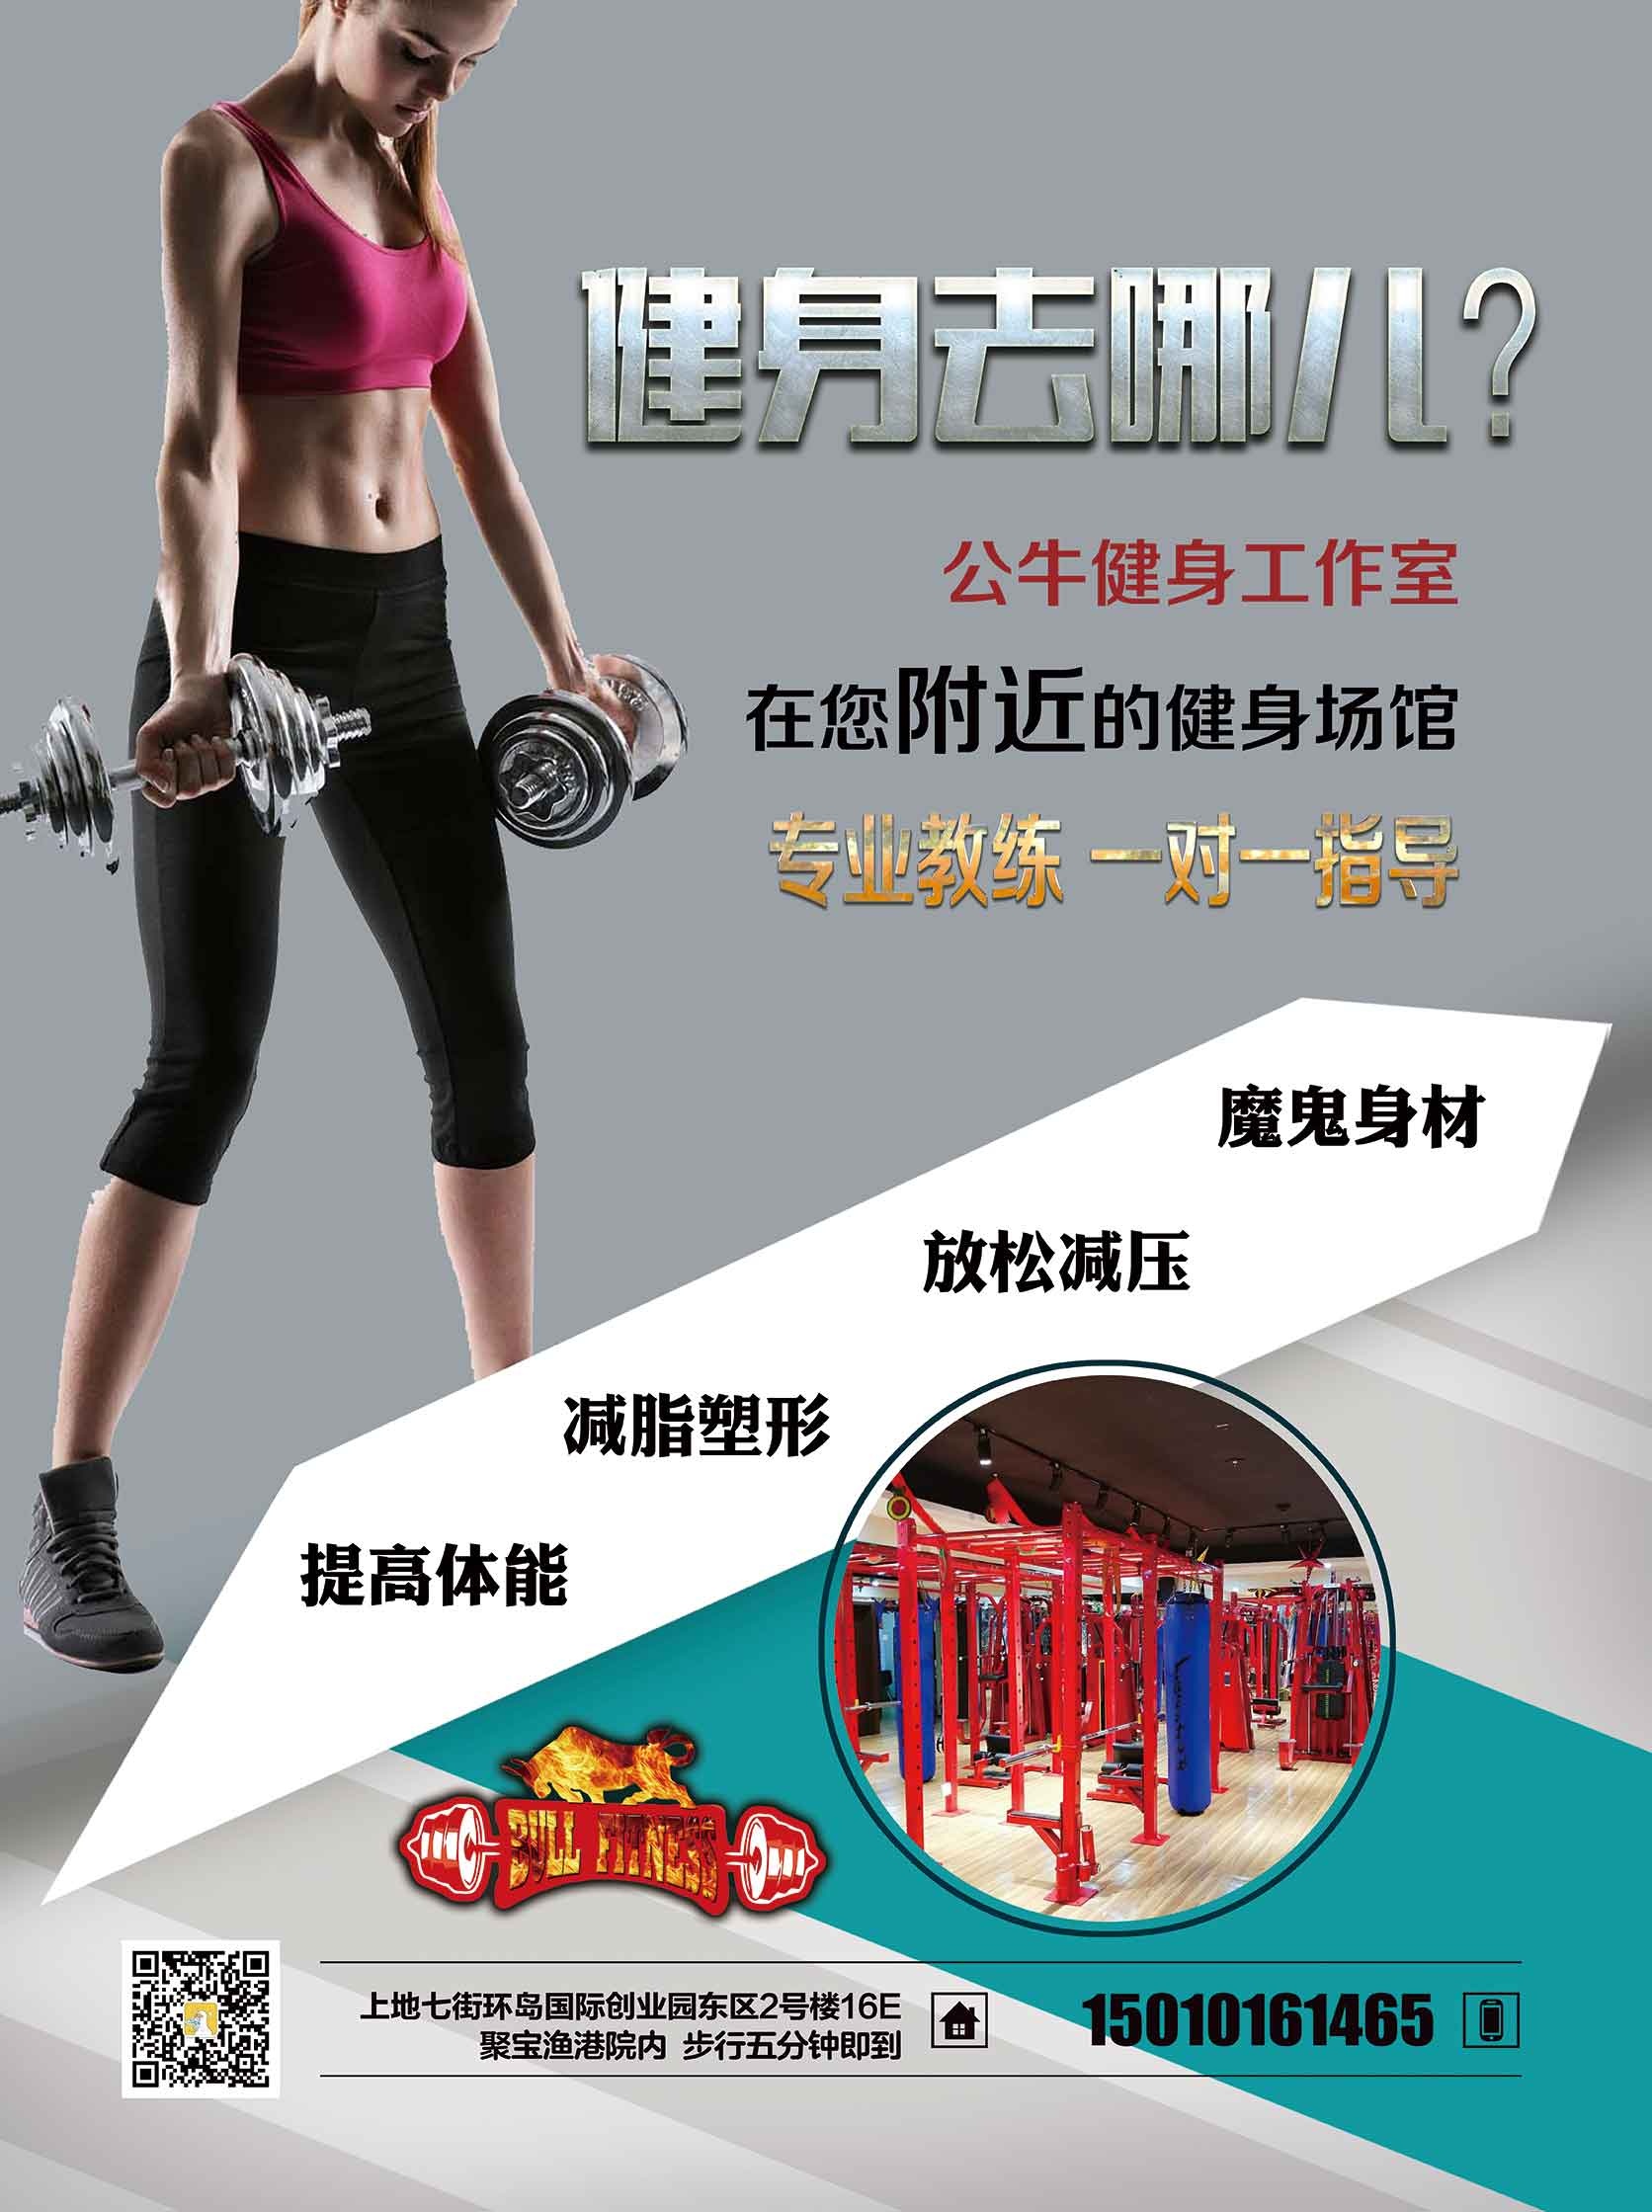 健身去哪儿?
公牛健身工作室
在您附近的健身场馆
专业教练 一对一指导
魔鬼身材
放松减压
减脂塑形
提高体能
BULL FITNESS
上地七街环岛国际创业园东区2号楼16E
聚宝渔港院内 步行五分钟即到
15010161465